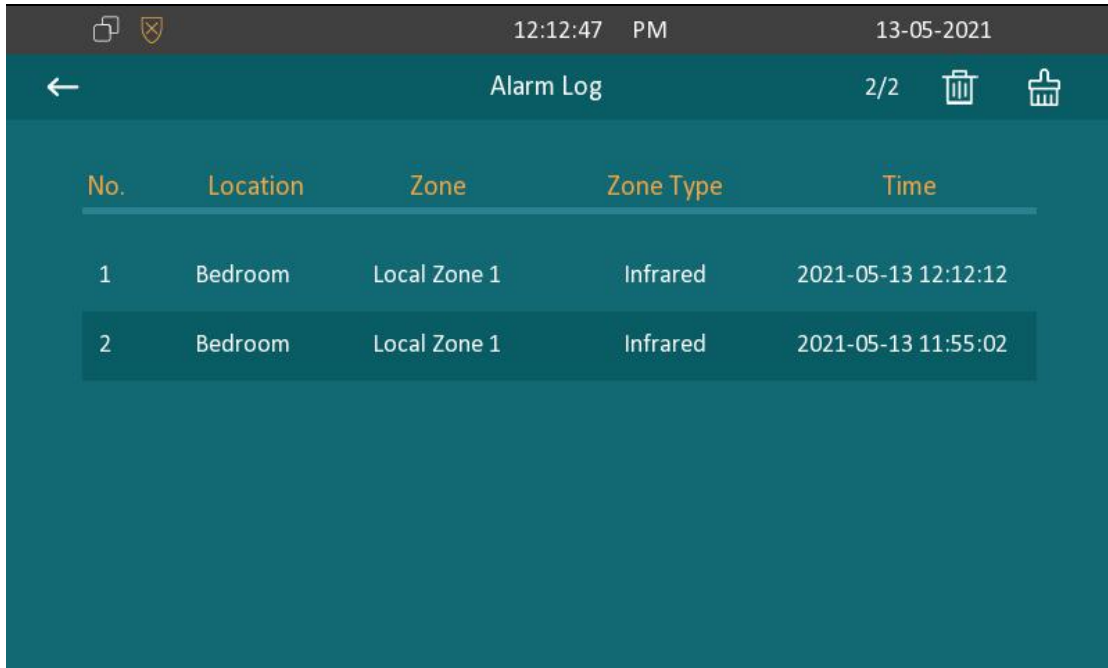 12:12:47 PM 13-05-2021
Alarm Log 2/2
No. Location Zone Zone Type Time
1 Bedroom Local Zone 1 Infrared 2021-05-13 12:12:12
2 Bedroom Local Zone 1 Infrared 2021-05-13 11:55:02